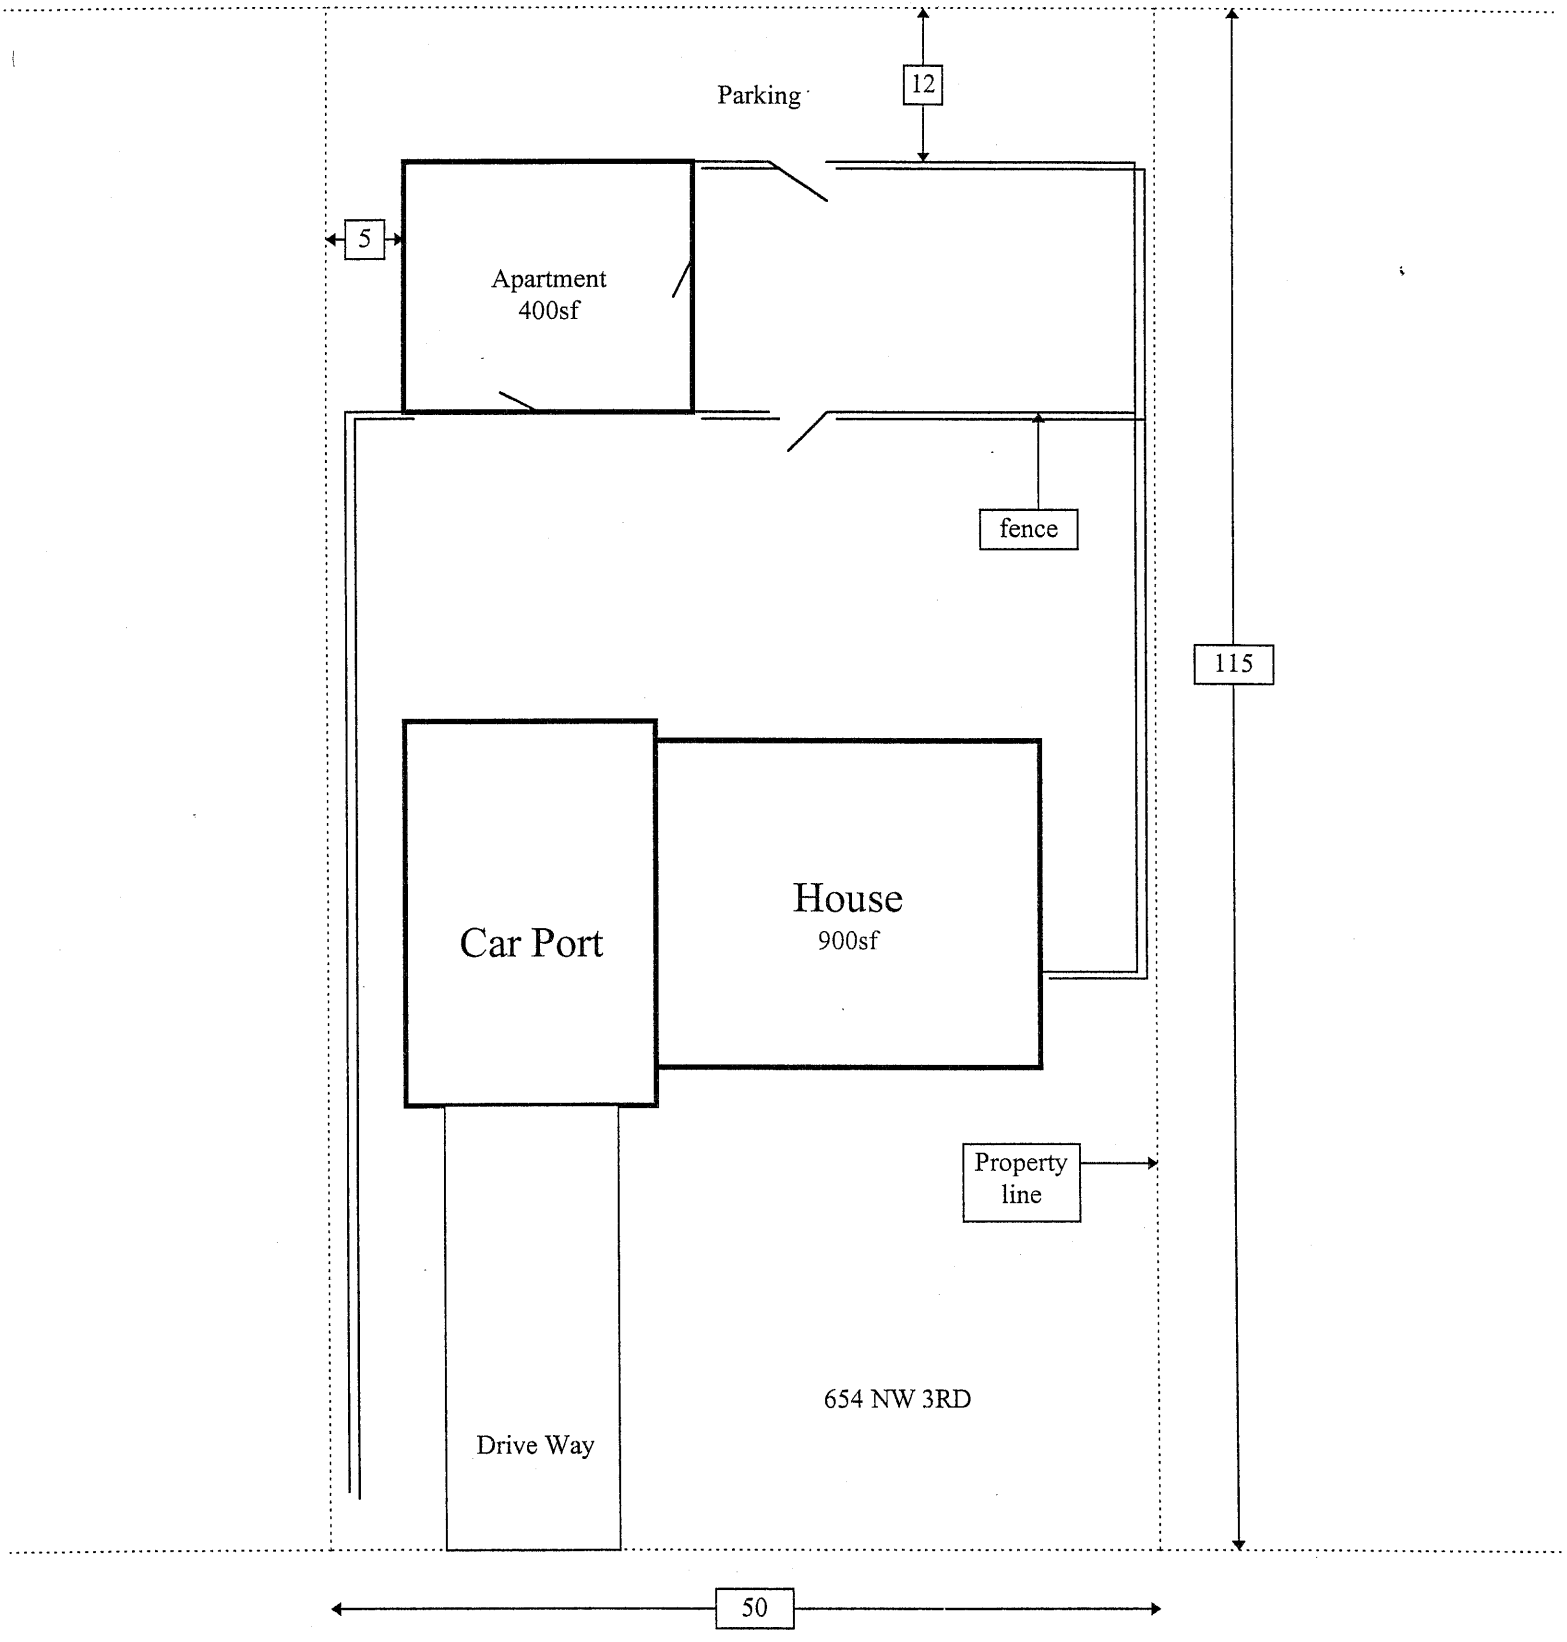 12
Parking
5
Apartment
400sf
fence
115
House
900sf
Car Port
Property
line
654 NW 3RD
Drive Way
50